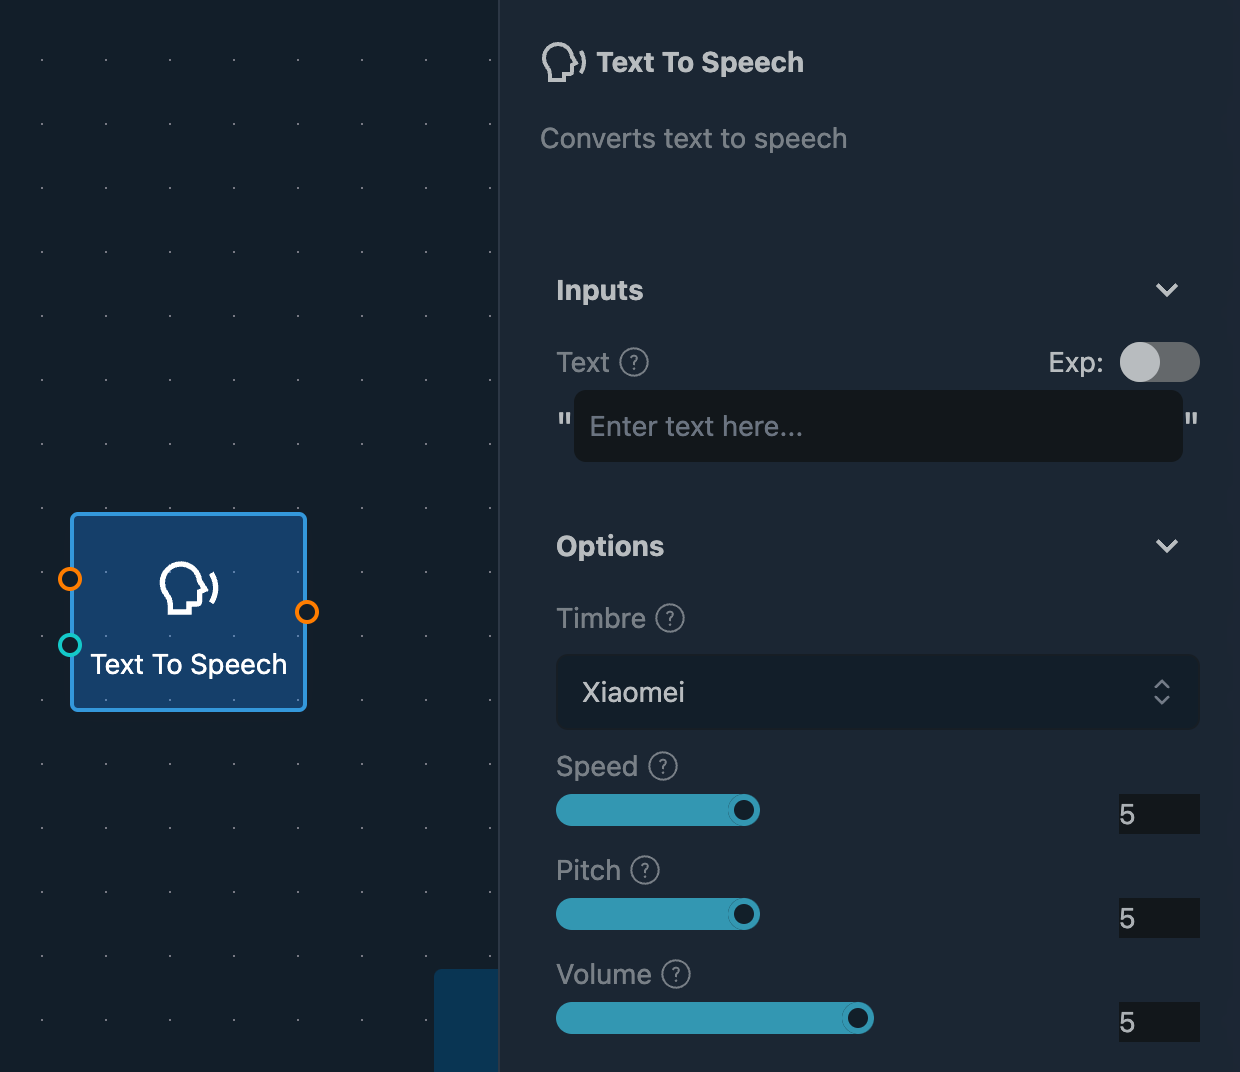 Text To Speech
Converts text to speech
Inputs
Text ? Exp:
" Enter text here... "
Options
Timbre ?
Xiaomei
Speed ?
5
Pitch ?
5
Volume ?
5
Text To Speech